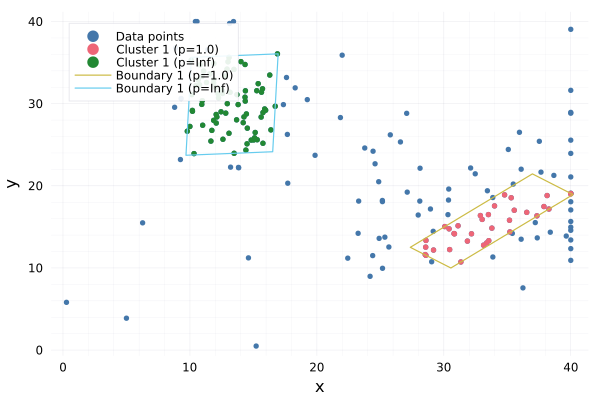 40
30
20
10
0
y
Data points
Cluster 1 (p=1.0)
Cluster 1 (p=Inf)
Boundary 1 (p=1.0)
Boundary 1 (p=Inf)
0 10 20 30 40
x